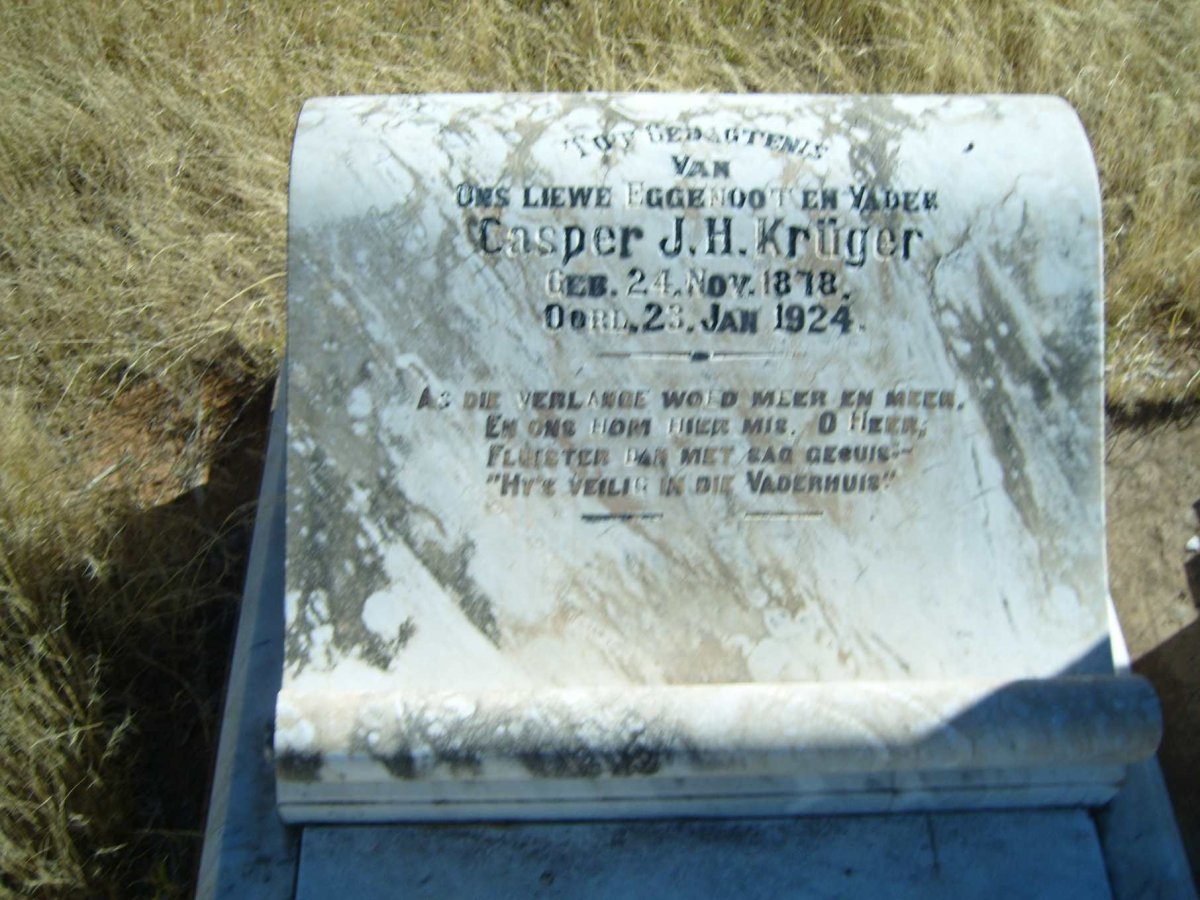 TOT GEDAGTENIS
VAN
ONS LIEWE EGGENOOT EN VADER
Casper J. H. Krüger
GEB. 24. NOV. 1878.
OORL. 23. JAN 1924.
AS DIE VERLANGE WORD MEER EN MEER,
EN ONS HOM HIER MIS, O HEER,
FLUISTER DAN MET SAG GESUIS:-
"HY'S VEILIG IN DIE VADERHUIS"